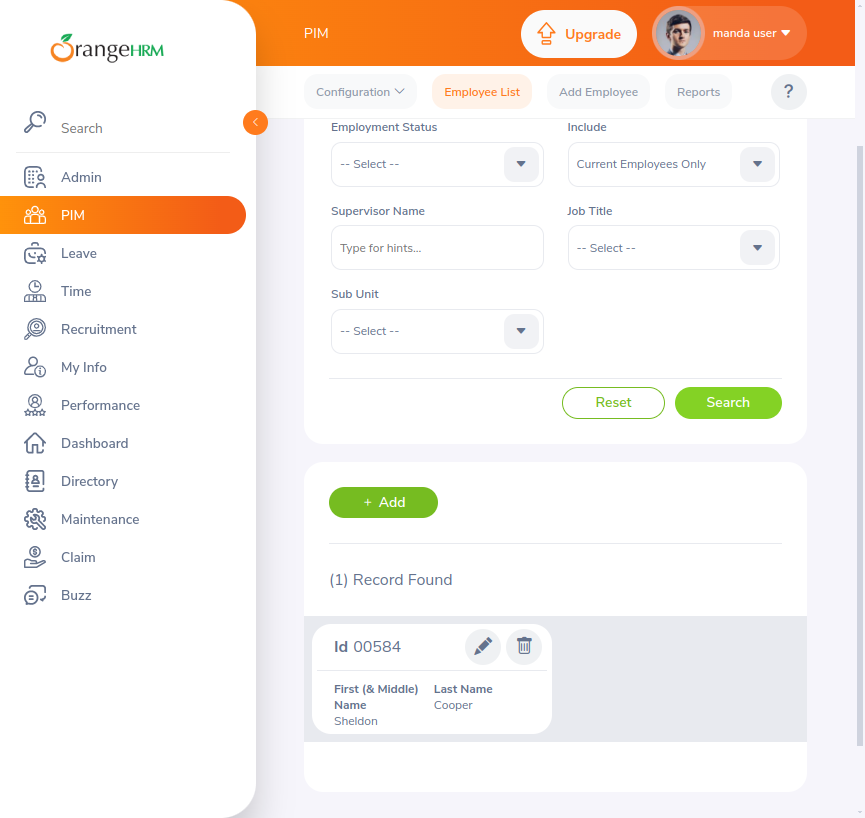 OrangeHRM
Search
Admin
PIM
Leave
Time
Recruitment
My Info
Performance
Dashboard
Directory
Maintenance
Claim
Buzz
PIM
Upgrade
manda user
Configuration
Employee List
Add Employee
Reports
?
Employment Status
Include
-- Select --
Current Employees Only
Supervisor Name
Job Title
Type for hints...
-- Select --
Sub Unit
-- Select --
Reset
Search
+ Add
(1) Record Found
Id 00584
First (& Middle)
Name
Sheldon
Last Name
Cooper